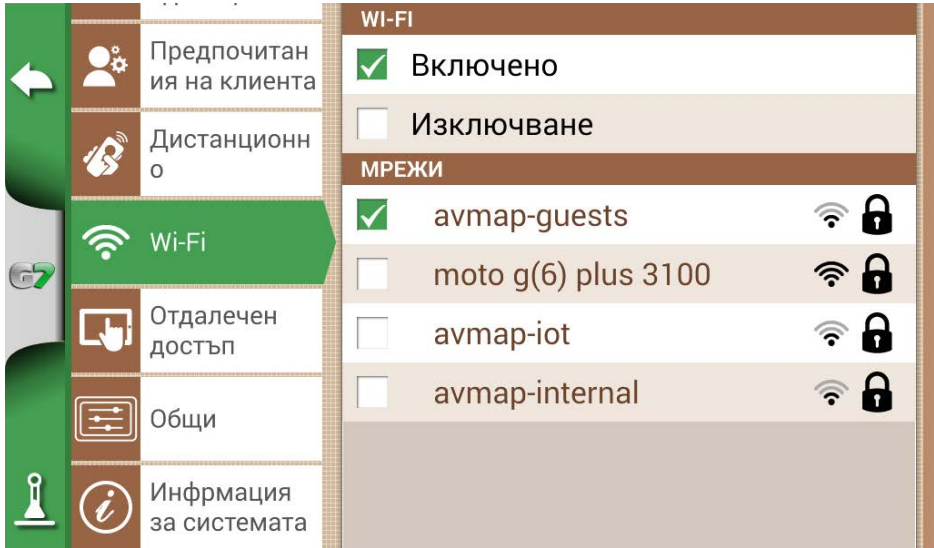 Предпочитан
ия на клиента
Дистанционн
о
Wi-Fi
G7
Отдалечен
достъп
Общи
Инфрмация
за системата
WI-FI
Включено
Изключване
МРЕЖИ
avmap-guests
moto g(6) plus 3100
avmap-iot
avmap-internal